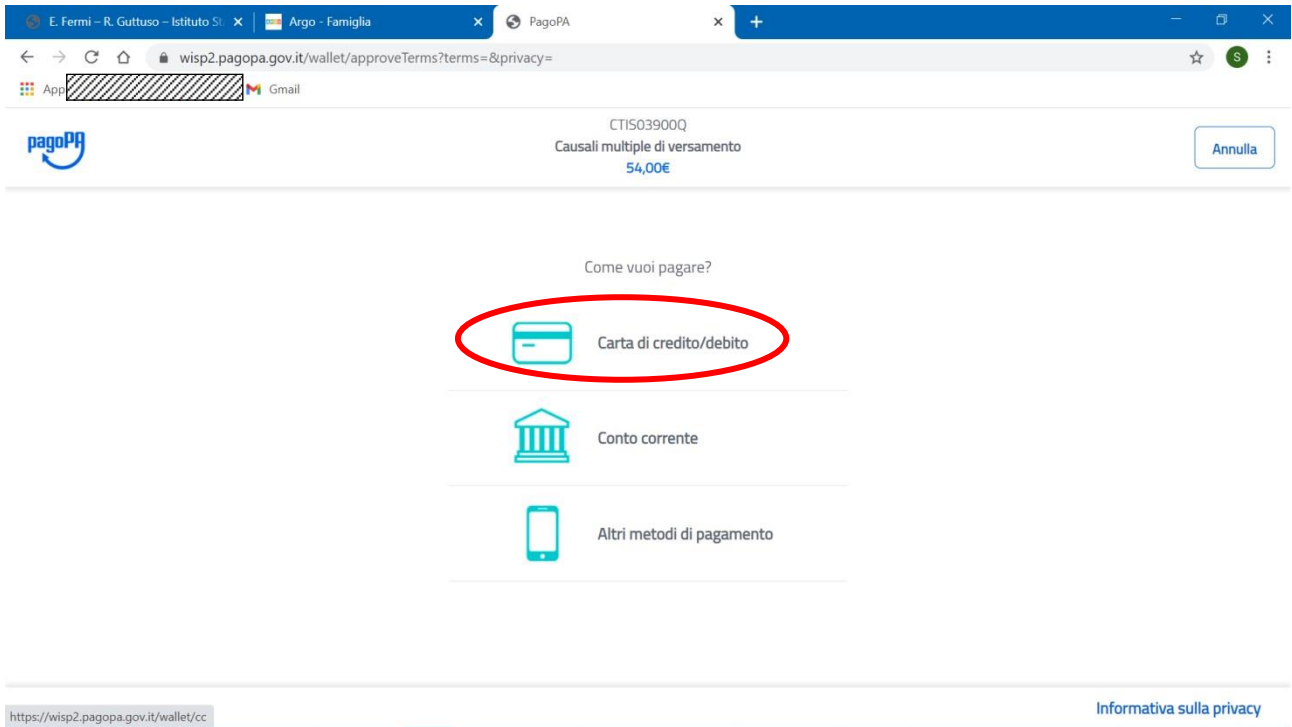 E. Fermi – R. Guttuso – Istituto St
Argo - Famiglia
PagoPA
wisp2.pagopa.gov.it/wallet/approveTerms?terms=&privacy=
S
App
Gmail
pagoPA
CTIS03900Q
Causali multiple di versamento
54,00€
Annulla
Come vuoi pagare?
Carta di credito/debito
Conto corrente
Altri metodi di pagamento
Informativa sulla privacy
https://wisp2.pagopa.gov.it/wallet/cc